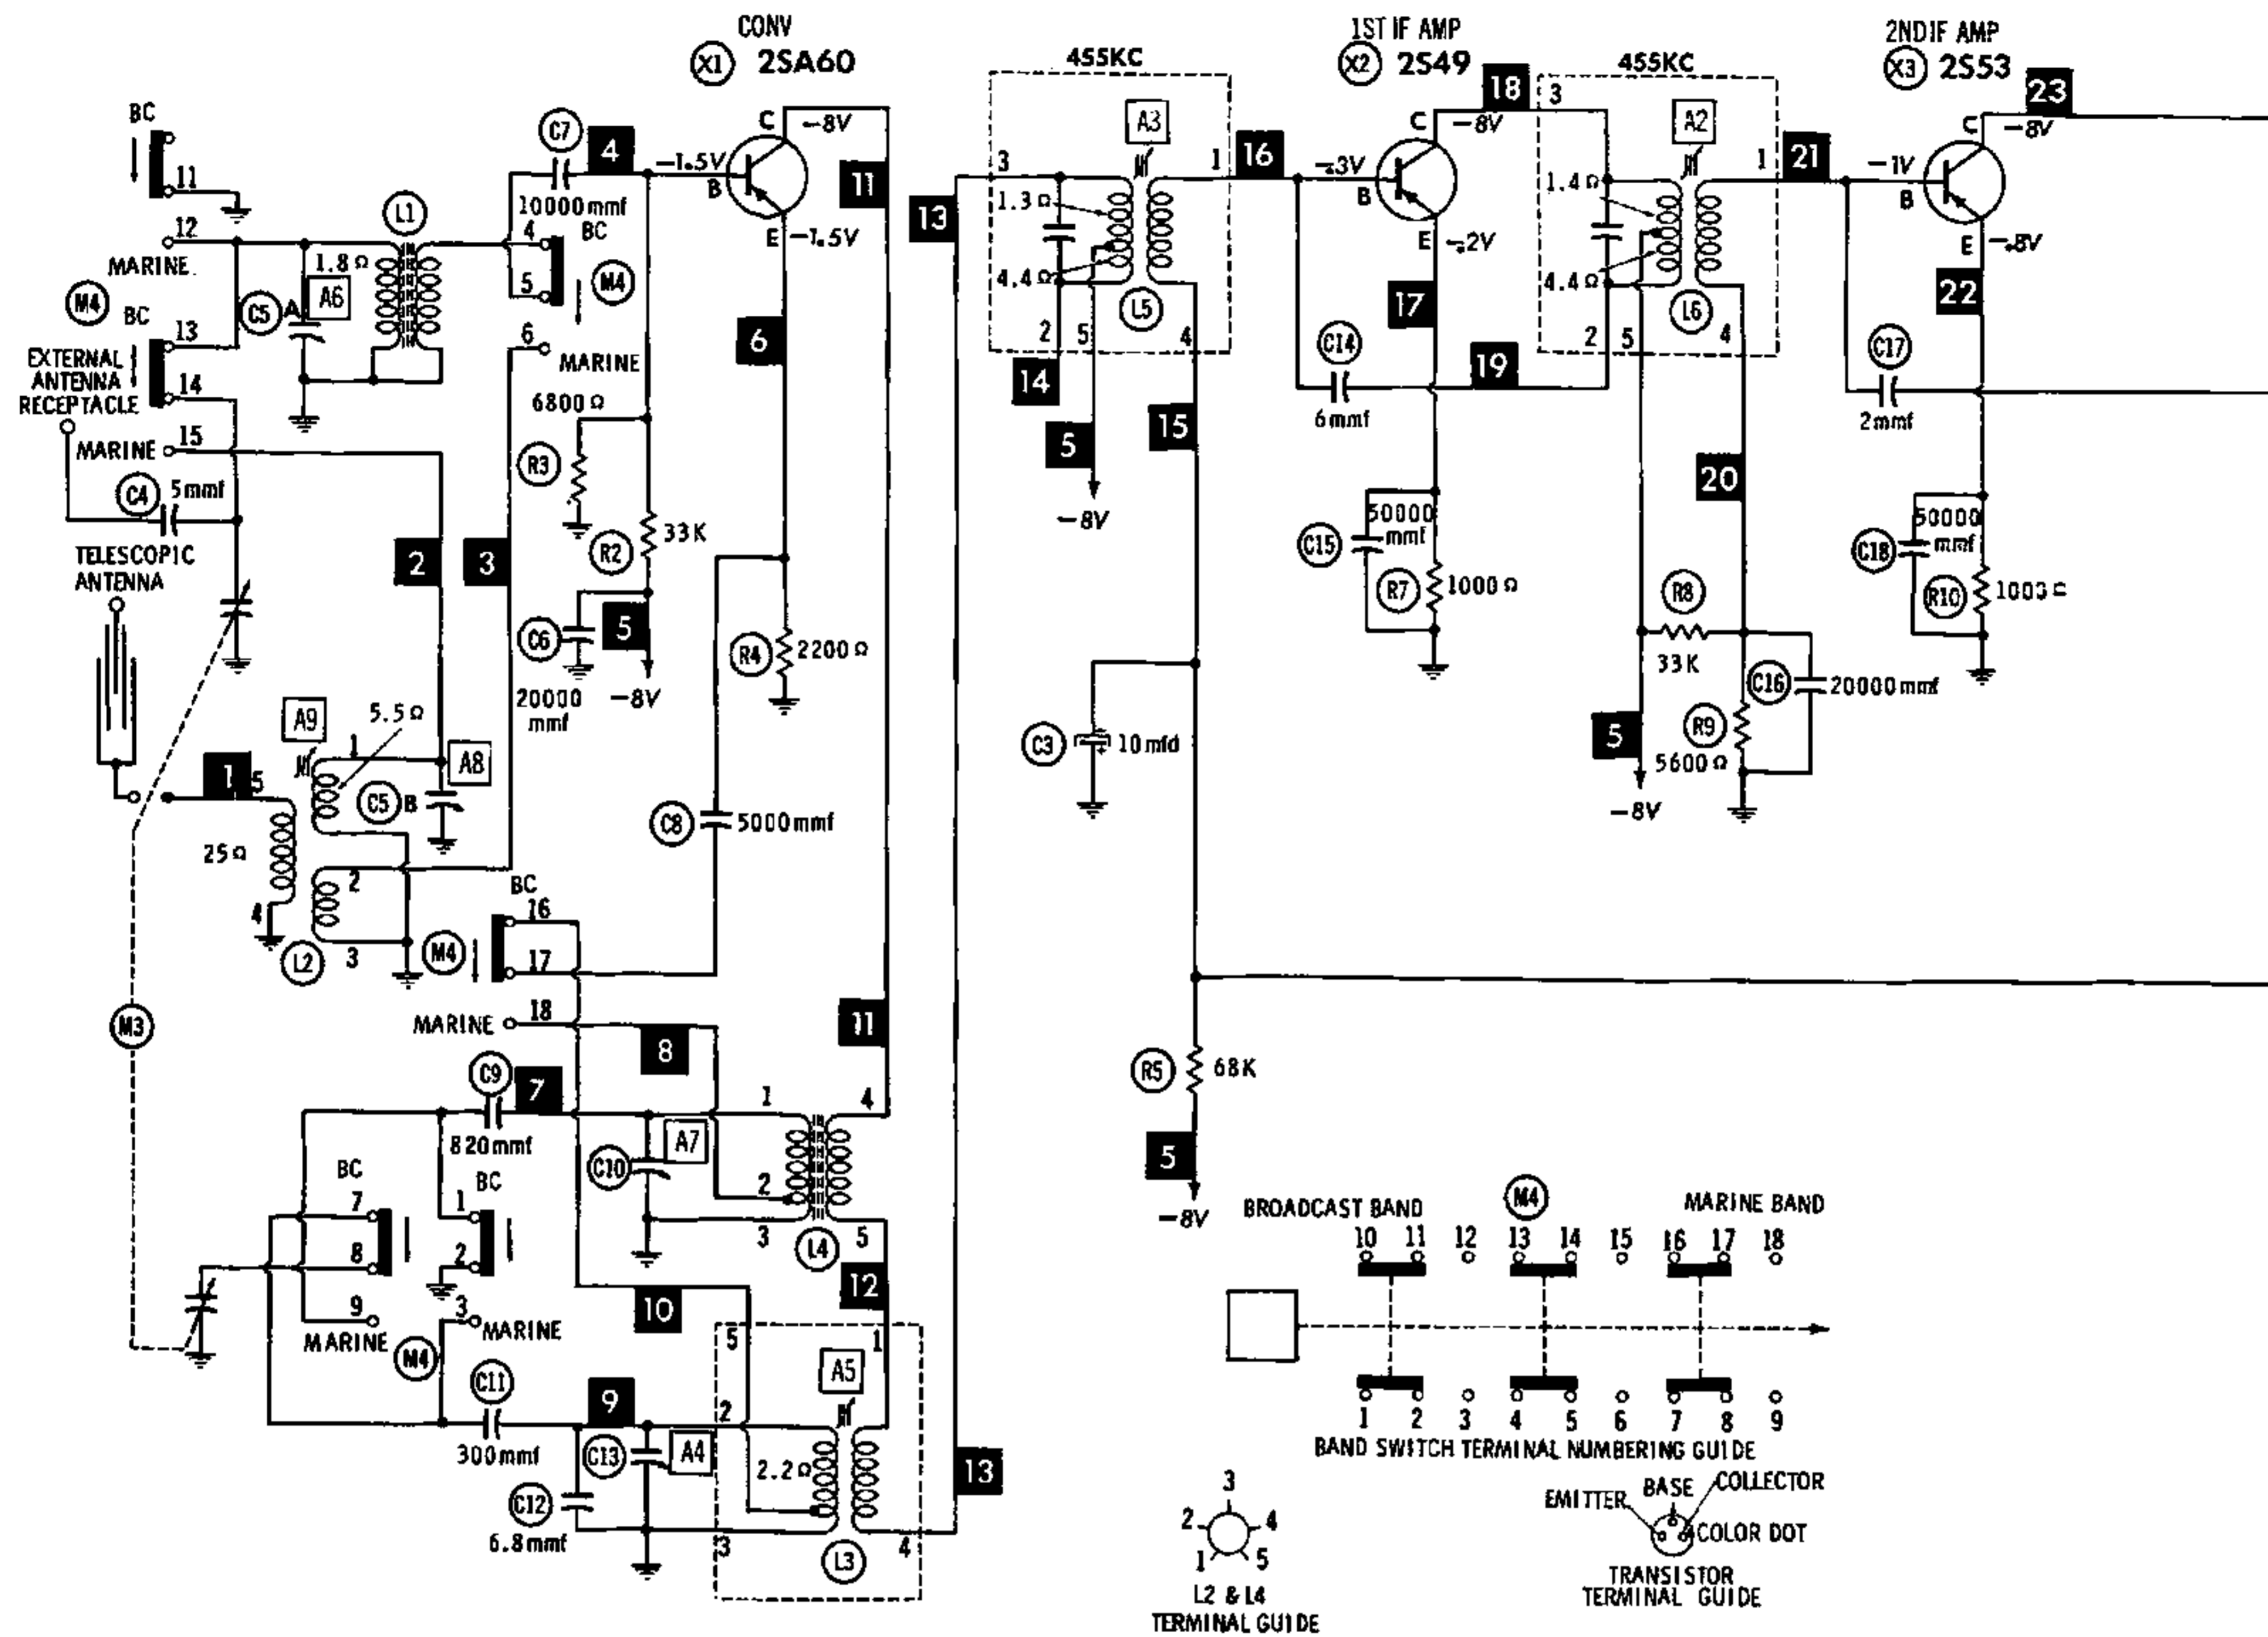 CONV
X1 2SA60
1ST IF AMP
X2 2S49
2ND IF AMP
X3 2S53
455KC
455KC
BC
11
12
MARINE
M4
BC
13
14
EXTERNAL
ANTENNA
RECEPTACLE
MARINE 15
C4 5mmf
TELESCOPIC
ANTENNA
L1
1.8Ω
C5 A
A6
C7
4
10000mmf
4
BC
5
M4
6
MARINE
-1.5V
B
C
-8V
E
-1.5V
11
6
6800Ω
R3
R2
33K
C6
20000
mmf
5
-8V
R4
2200Ω
2
3
A9
5.5Ω
1
5
1
A8
C5 B
25Ω
4
2
3
L2
BC
16
M4
17
MARINE 18
8
C8
5000mmf
M3
C9
7
820mmf
BC
7
8
9
MARINE
BC
1
2
3
MARINE
M4
C10
A7
1
2
3
4
5
L4
11
12
10
C11
300mmf
9
C12
6.8mmf
C13
A4
5
1
2
A5
2.2Ω
3
4
L3
13
13
3
A3
1
1.3Ω
4.4Ω
L5
2
5
4
14
5
-8V
15
16
-.3V
B
C
-8V
E
-.2V
17
18
C14
6mmf
19
C15
50000
mmf
R7
1000Ω
C3
10mfd
R5
68K
5
-8V
3
A2
1
1.4Ω
4.4Ω
L6
2
5
4
20
R8
33K
C16
20000mmf
R9
5600Ω
5
-8V
21
-1V
B
C
-8V
E
-.8V
22
23
C17
2mmf
C18
50000
mmf
R10
1000Ω
BROADCAST BAND
M4
MARINE BAND
10 11 12 13 14 15 16 17 18
1 2 3 4 5 6 7 8 9
BAND SWITCH TERMINAL NUMBERING GUIDE
3
2 4
1 5
L2 & L4
TERMINAL GUIDE
EMITTER
BASE
COLLECTOR
COLOR DOT
TRANSISTOR
TERMINAL GUIDE